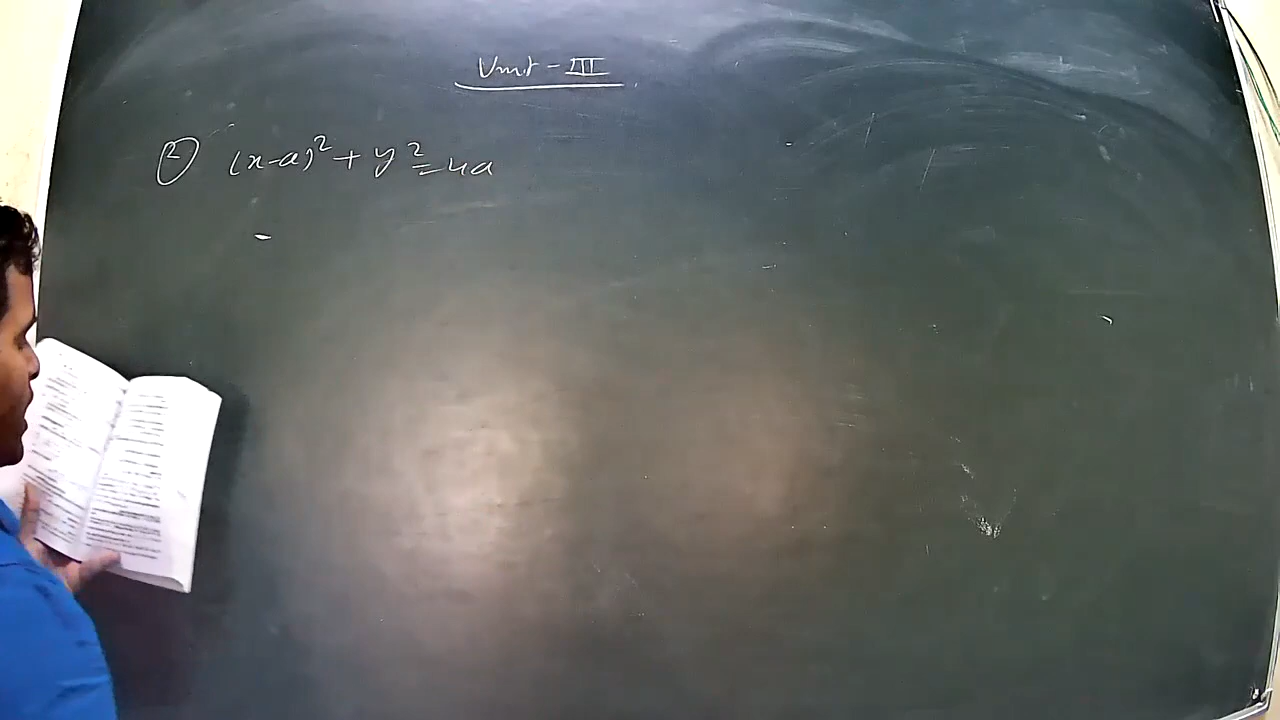 Unit - III
② (x-a)² + y² = 4a